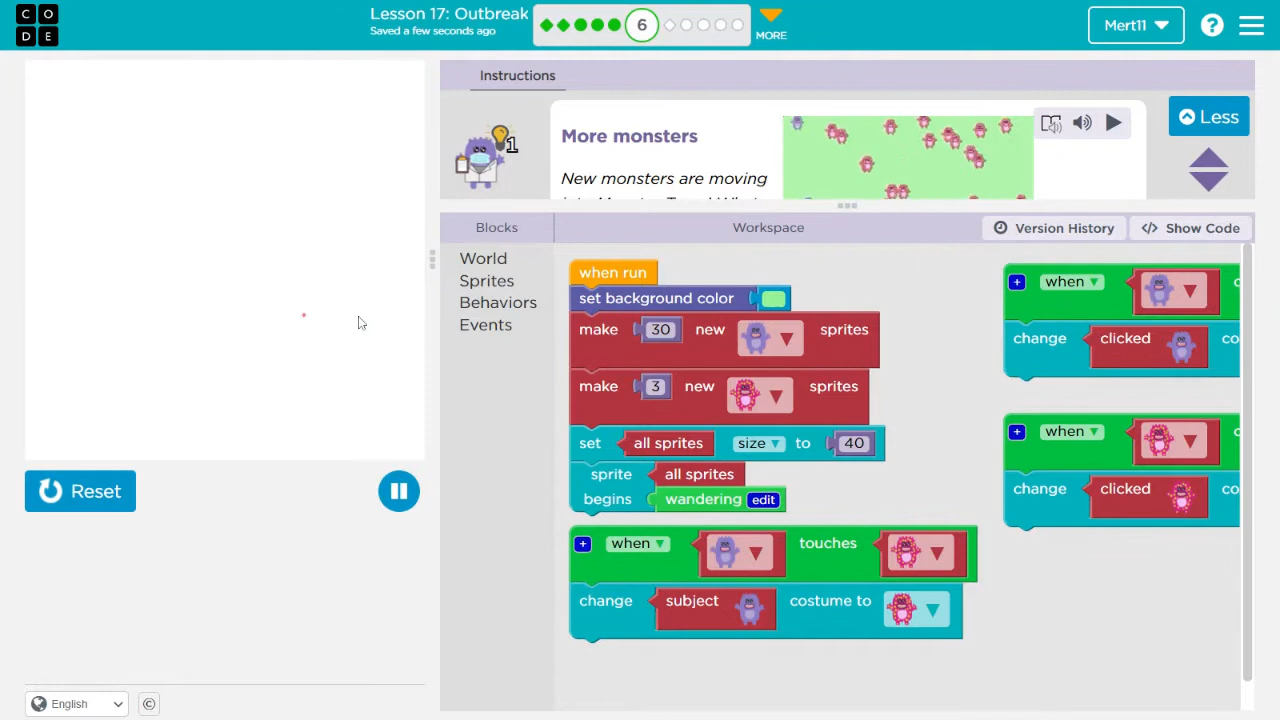 C O
D E
Lesson 17: Outbreak
Saved a few seconds ago
6
MORE
Mert11
?
Instructions
1
More monsters
New monsters are moving
Less
Blocks
Workspace
Version History
</> Show Code
World
Sprites
Behaviors
Events
when run
set background color
make 30 new sprites
make 3 new sprites
set all sprites size to 40
sprite all sprites
begins wandering edit
+ when touches
change subject costume to
+ when
change clicked co
+ when
change clicked co
Reset
English
©